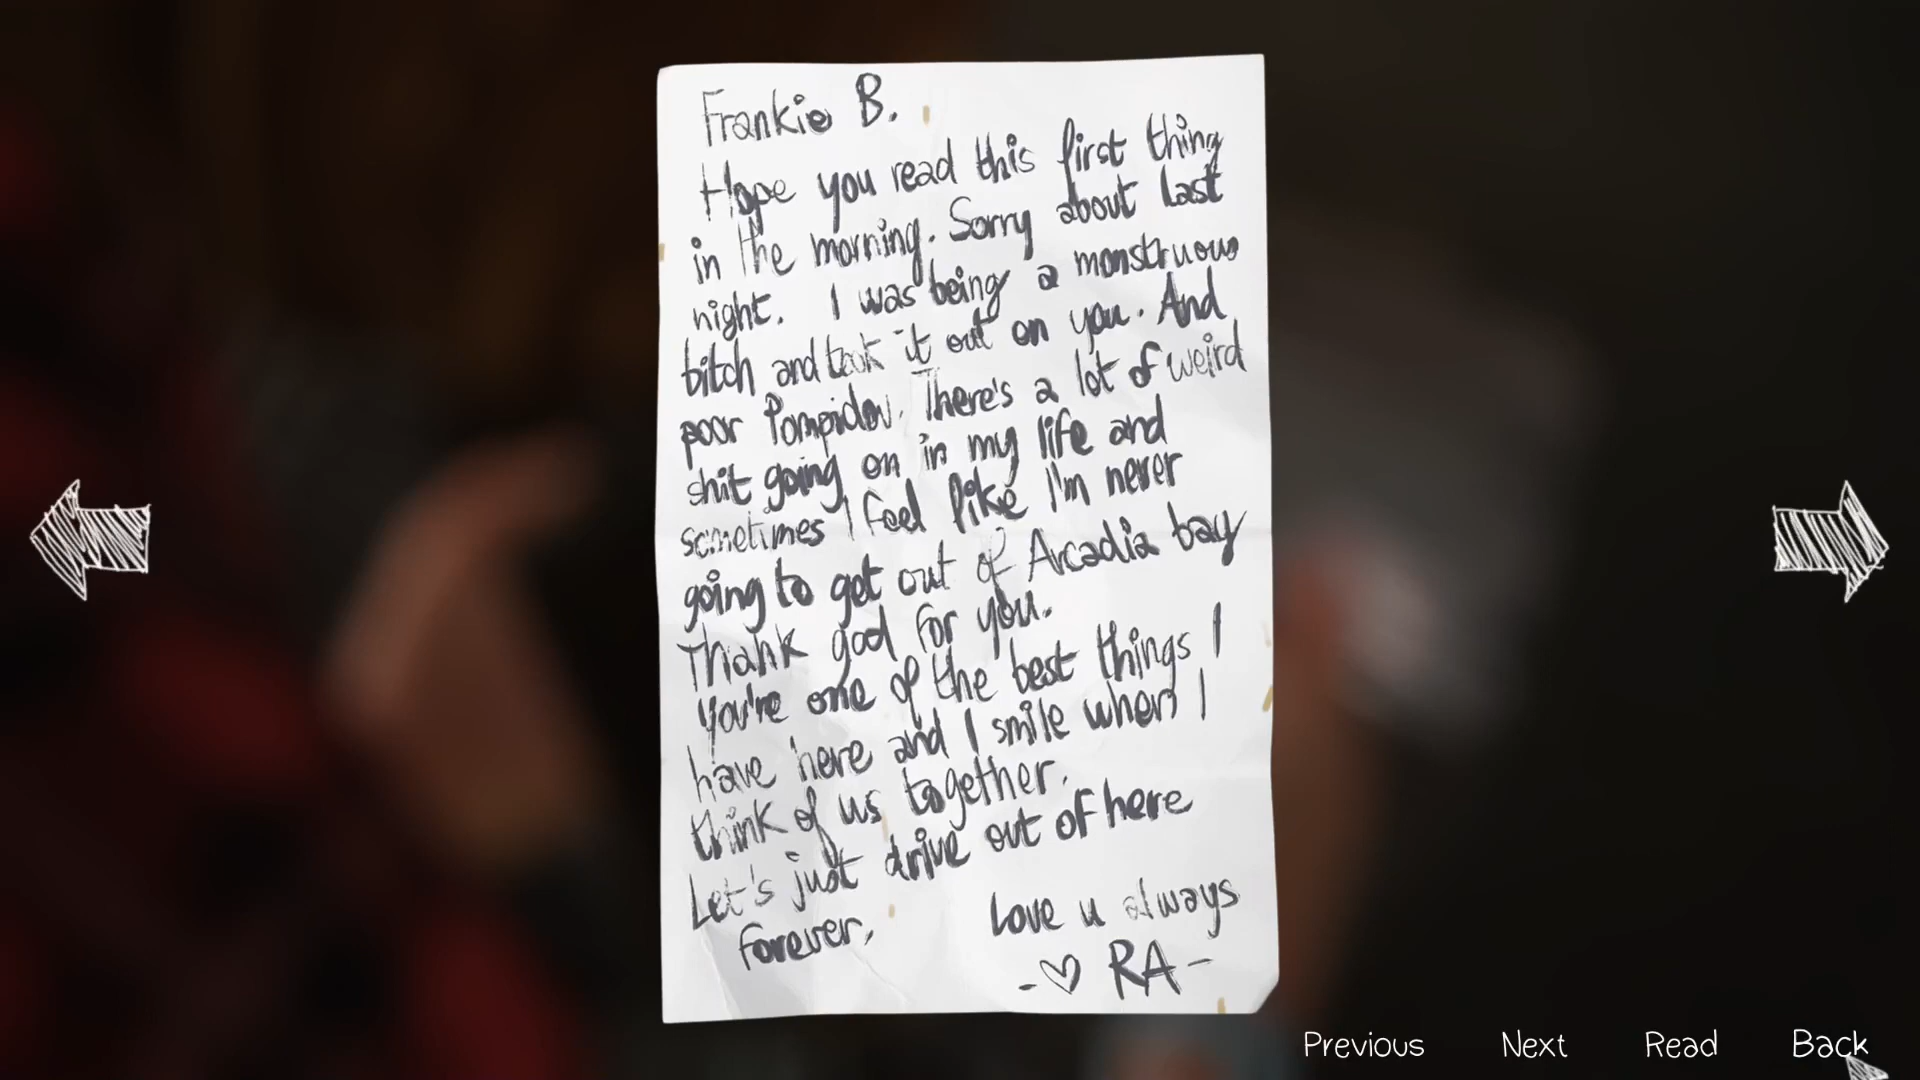 Frankie B.
Hope you read this first thing
in the morning. Sorry about last
night. I was being a monstruous
bitch and took it out on you. And
poor Pompidou. There's a lot of weird
shit going on in my life and
sometimes I feel like I'm never
going to get out of Arcadia bay
Thank god for you.
You're one of the best things I
have here and I smile when I
think of us together.
Let's just drive out of here
forever,
Love u always
-♡ RA-
Previous
Next
Read
Back